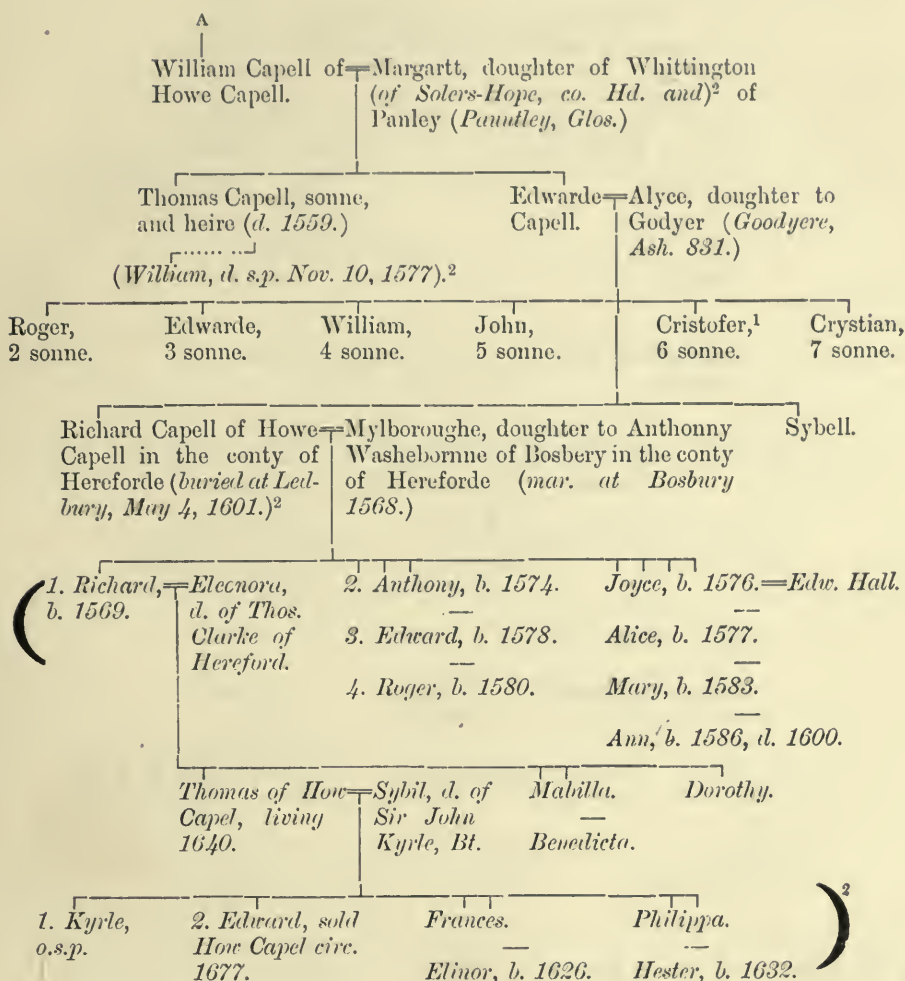 A
William Capell of Howe Capell. = Margartt, doughter of Whittington
(of Solers-Hope, co. Hd. and)² of
Panley (Pauntley, Glos.)
Thomas Capell, sonne,
and heire (d. 1559.)
(William, d. s.p. Nov. 10, 1577).²
Edwarde Capell. = Alyce, doughter to
Godyer (Goodyere,
Ash. 831.)
Roger,
2 sonne.
Edwarde,
3 sonne.
William,
4 sonne.
John,
5 sonne.
Cristofer,¹
6 sonne.
Crystian,
7 sonne.
Richard Capell of Howe
Capell in the conty of
Hereforde (buried at Led-
bury, May 4, 1601.)²
Mylboroughe, doughter to Anthonny
Washebornne of Bosbery in the conty
of Hereforde (mar. at Bosbury
1568.)
Sybell.
1. Richard,
b. 1569.
Elecnora,
d. of Thos.
Clarke of
Hereford.
2. Anthony, b. 1574.
3. Edward, b. 1578.
4. Roger, b. 1580.
Joyce, b. 1576. = Edw. Hall.
Alice, b. 1577.
Mary, b. 1583.
Ann, b. 1586, d. 1600.
Thomas of How
Capel, living
1640.
Sybil, d. of
Sir John
Kyrle, Bt.
Mabilla.
Benedicta.
Dorothy.
1. Kyrle,
o.s.p.
2. Edward, sold
How Capel circ.
1677.
Frances.
Elinor, b. 1626.
Philippa.
Hester, b. 1632.
)²